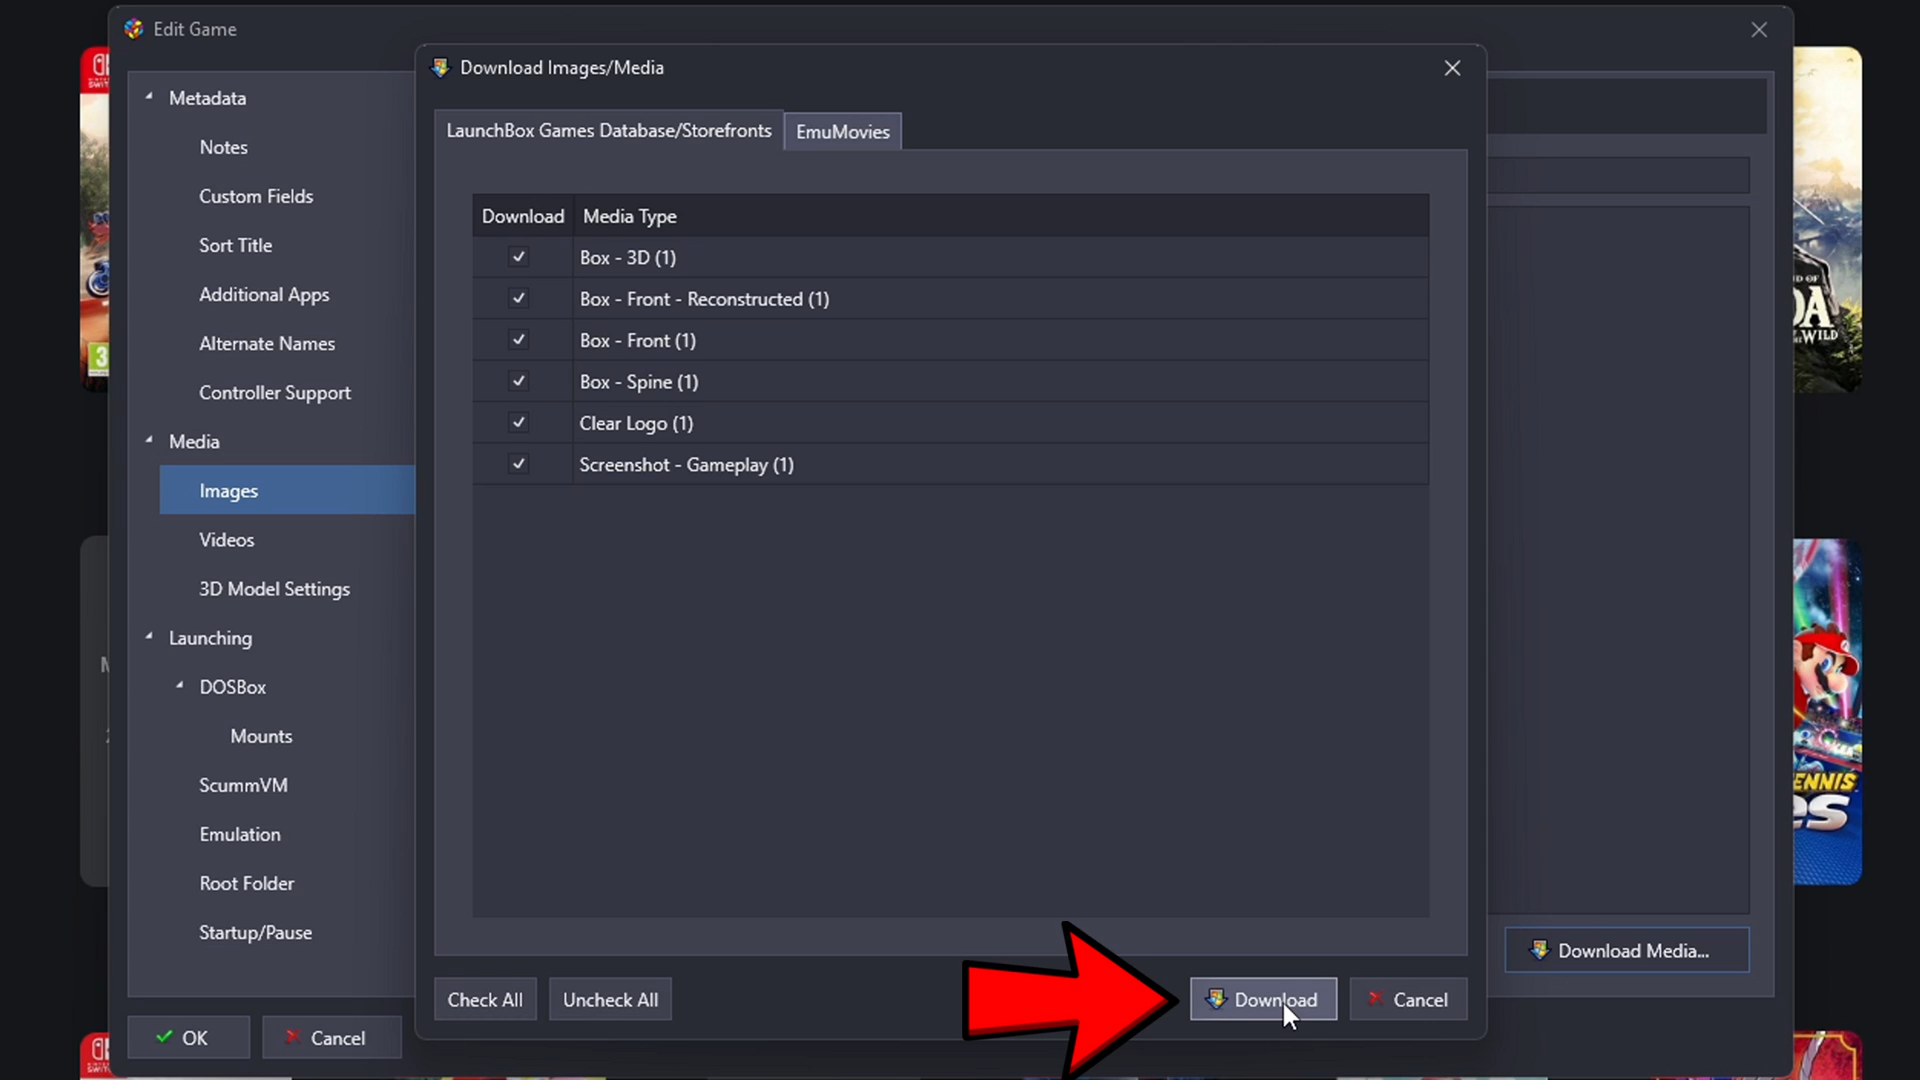 Edit Game
Download Images/Media
LaunchBox Games Database/Storefronts
EmuMovies
Download
Media Type
Box - 3D (1)
Box - Front - Reconstructed (1)
Box - Front (1)
Box - Spine (1)
Clear Logo (1)
Screenshot - Gameplay (1)
Metadata
Notes
Custom Fields
Sort Title
Additional Apps
Alternate Names
Controller Support
Media
Images
Videos
3D Model Settings
Launching
DOSBox
Mounts
ScummVM
Emulation
Root Folder
Startup/Pause
Check All
Uncheck All
Download
Cancel
Download Media...
OK
Cancel
3
WILD